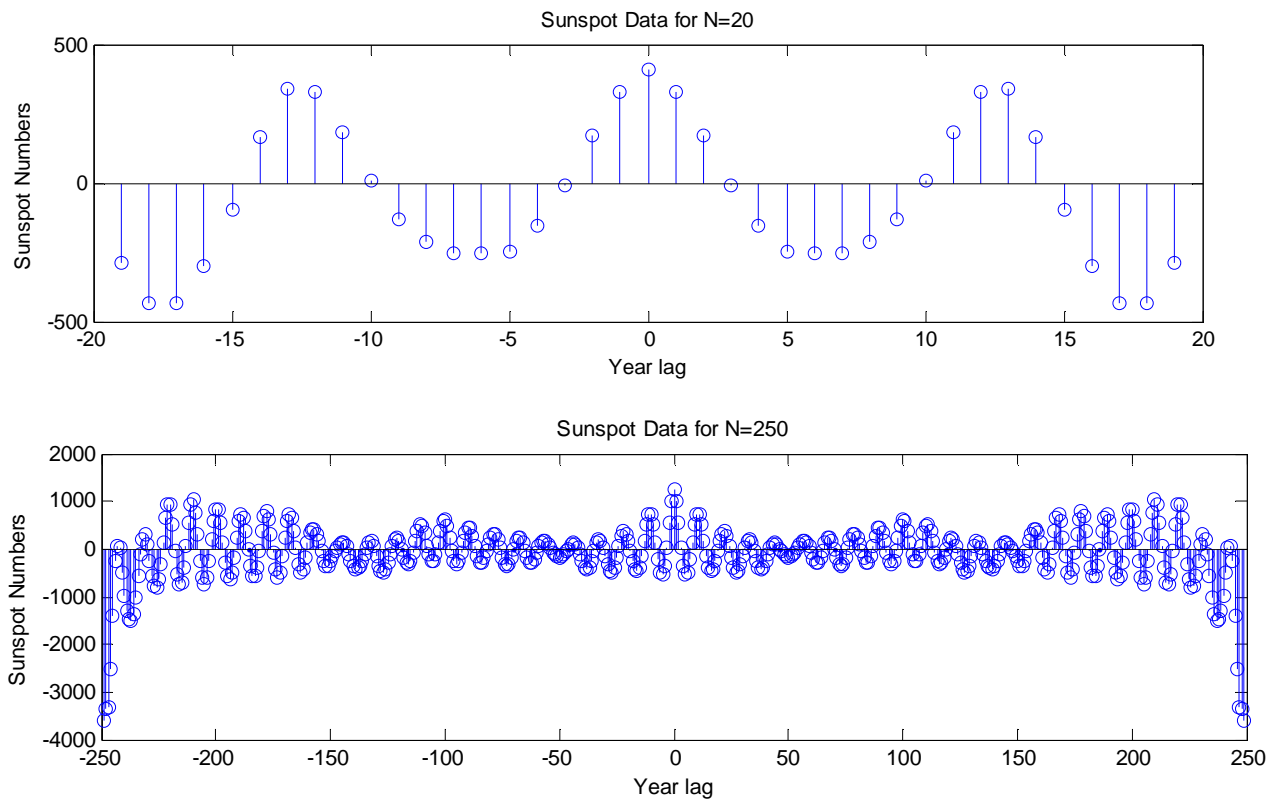 Sunspot Data for N=20
500
0
-500
Sunspot Numbers
-20 -15 -10 -5 0 5 10 15 20
Year lag
Sunspot Data for N=250
2000
1000
0
-1000
-2000
-3000
-4000
Sunspot Numbers
-250 -200 -150 -100 -50 0 50 100 150 200 250
Year lag